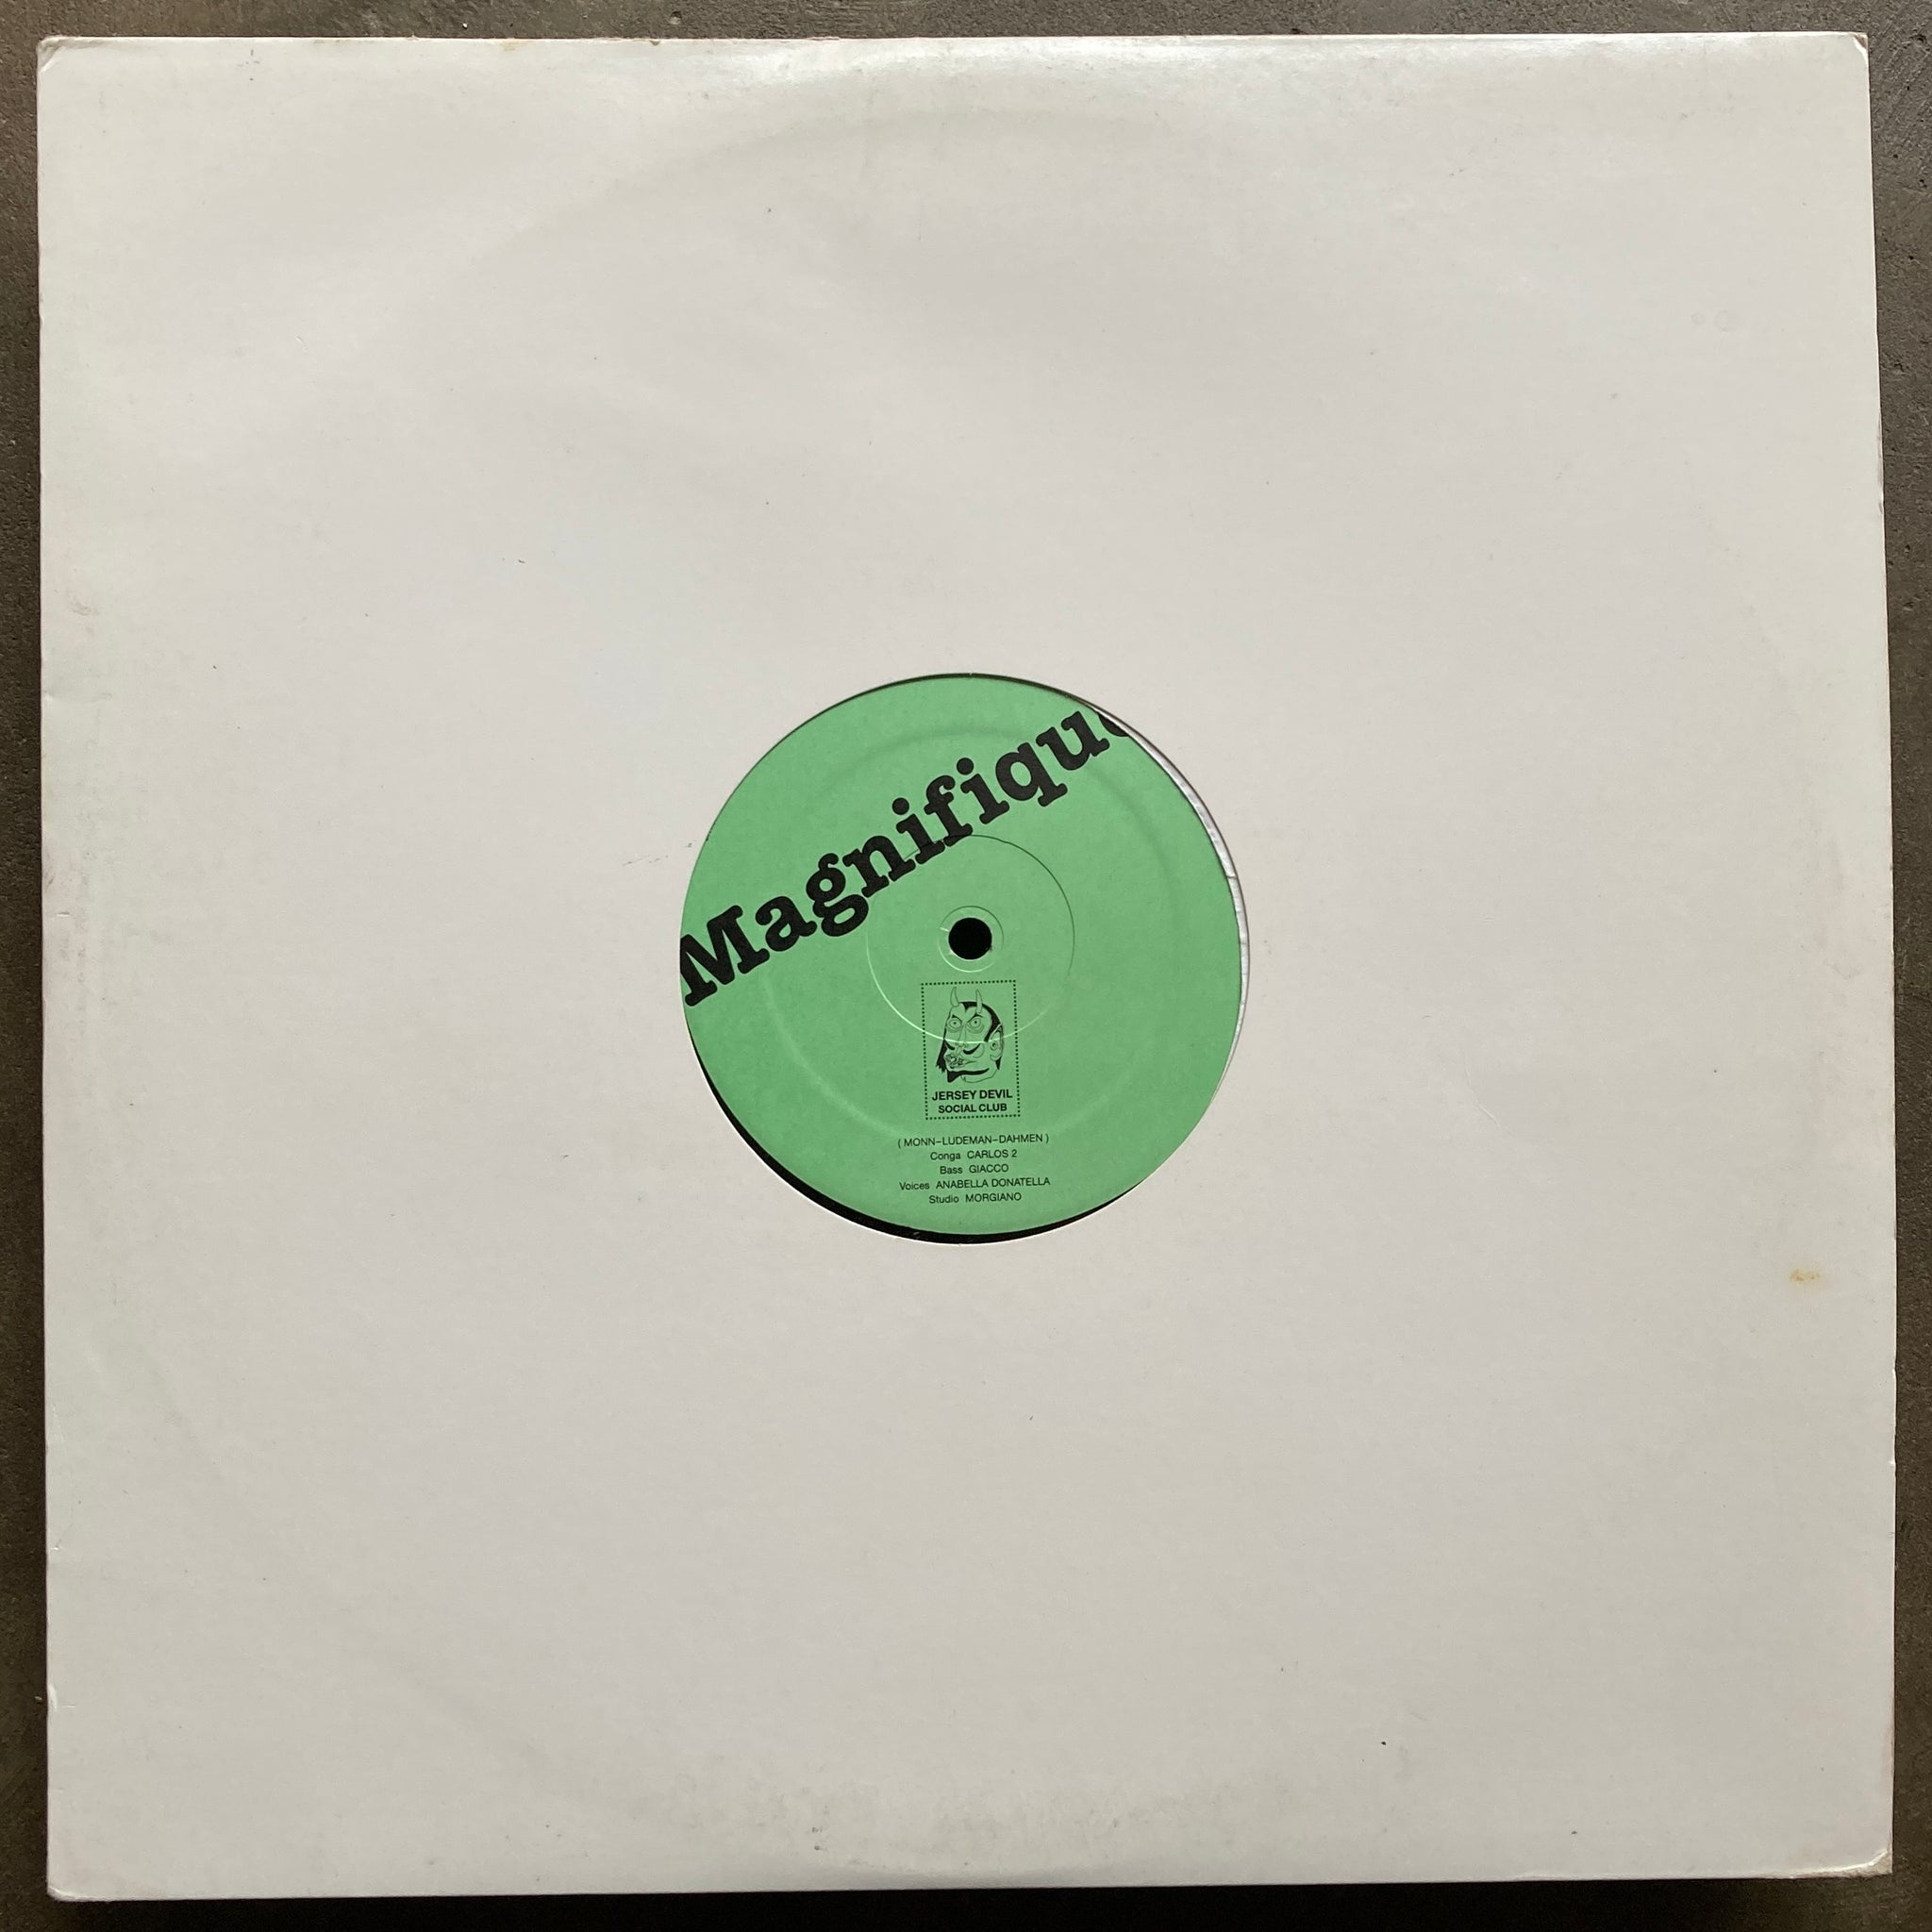 Magnifique
JERSEY DEVIL
SOCIAL CLUB
( MONN-LUDEMAN-DAHMEN )
Conga CARLOS 2
Bass GIACCO
Voices ANABELLA DONATELLA
Studio MORGIANO